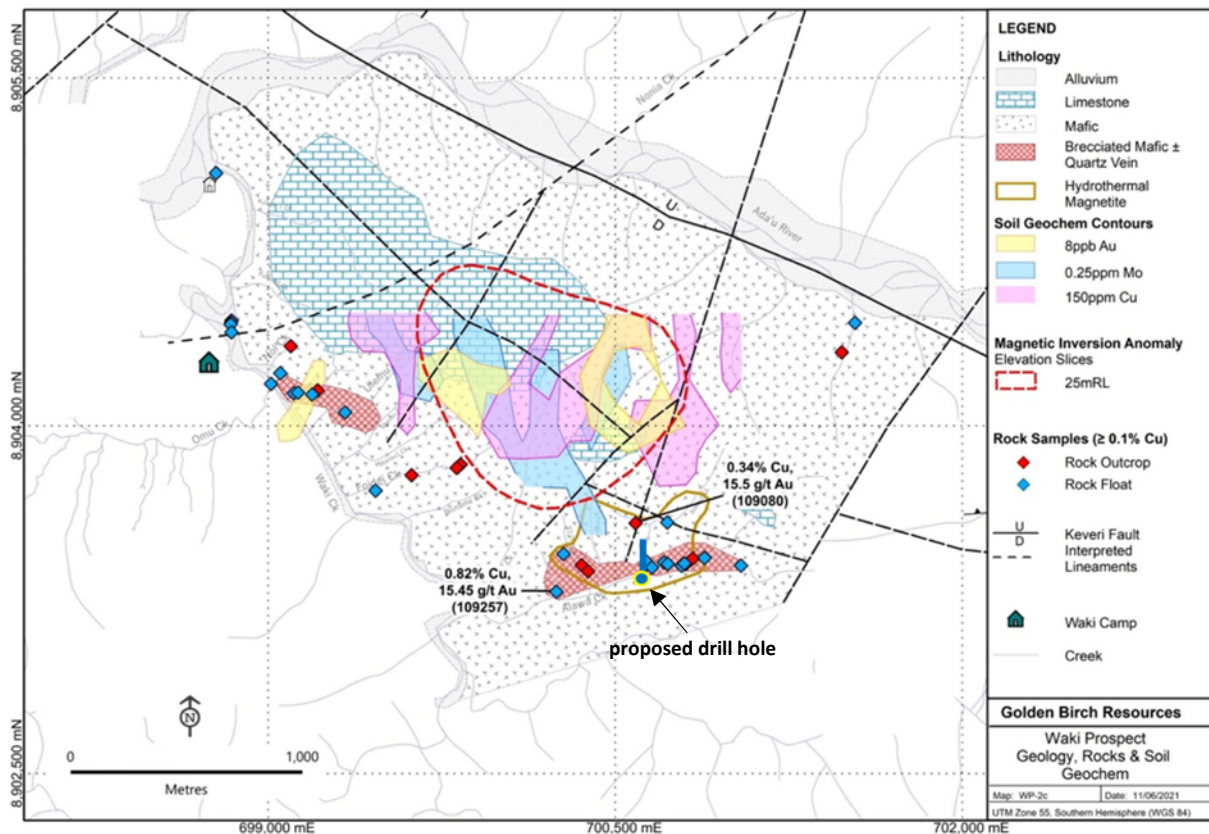 8,905,500 mN
8,904,000 mN
8,902,500 mN
Nonia Ck
Ada'u River
U
D
Omu Ck
Waki Ck
0.34% Cu,
15.5 g/t Au
(109080)
0.82% Cu,
15.45 g/t Au
(109257)
Alawa Ck
proposed drill hole
N
0 1,000
Metres
699,000 mE 700,500 mE 702,000 mE
LEGEND
Lithology
Alluvium
Limestone
Mafic
Brecciated Mafic ±
Quartz Vein
Hydrothermal
Magnetite
Soil Geochem Contours
8ppb Au
0.25ppm Mo
150ppm Cu
Magnetic Inversion Anomaly
Elevation Slices
25mRL
Rock Samples (≥ 0.1% Cu)
Rock Outcrop
Rock Float
U
D
Keveri Fault
Interpreted
Lineaments
Waki Camp
Creek
Golden Birch Resources
Waki Prospect
Geology, Rocks & Soil
Geochem
Map: WP-2c Date: 11/06/2021
UTM Zone 55, Southern Hemisphere (WGS 84)